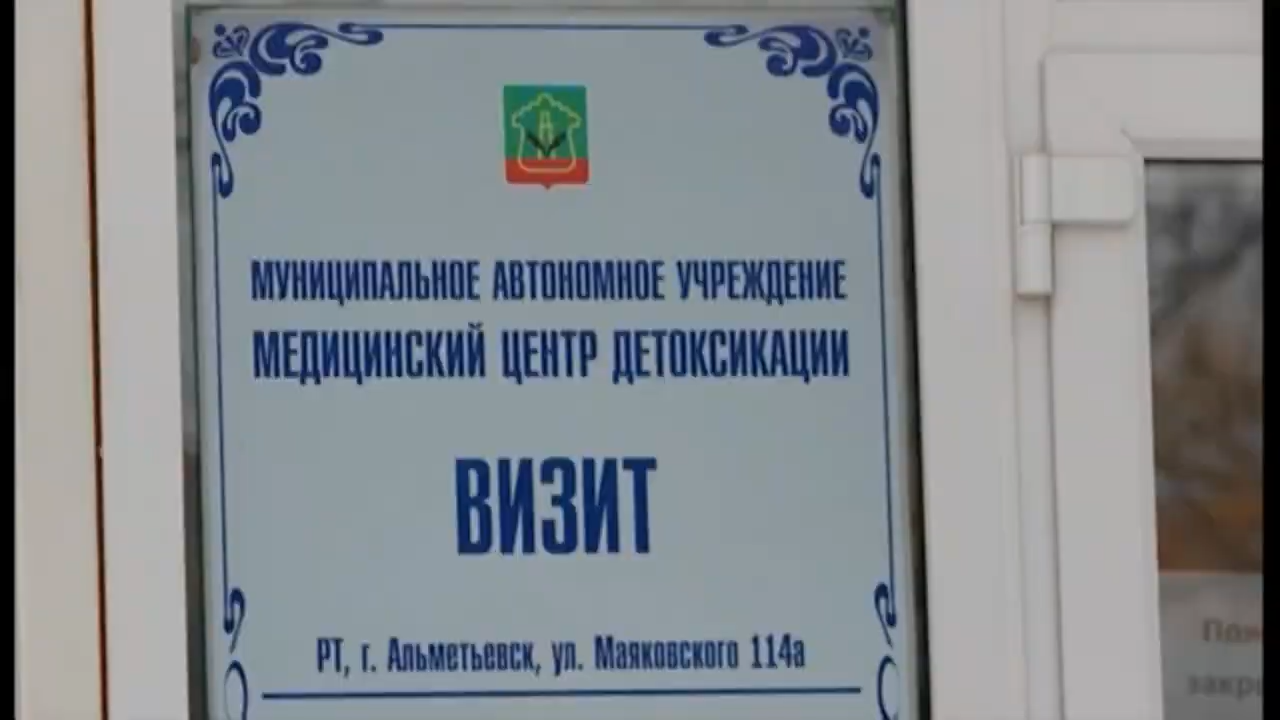 МУНИЦИПАЛЬНОЕ АВТОНОМНОЕ УЧРЕЖДЕНИЕ
МЕДИЦИНСКИЙ ЦЕНТР ДЕТОКСИКАЦИИ
ВИЗИТ
РТ, г. Альметьевск, ул. Маяковского 114а